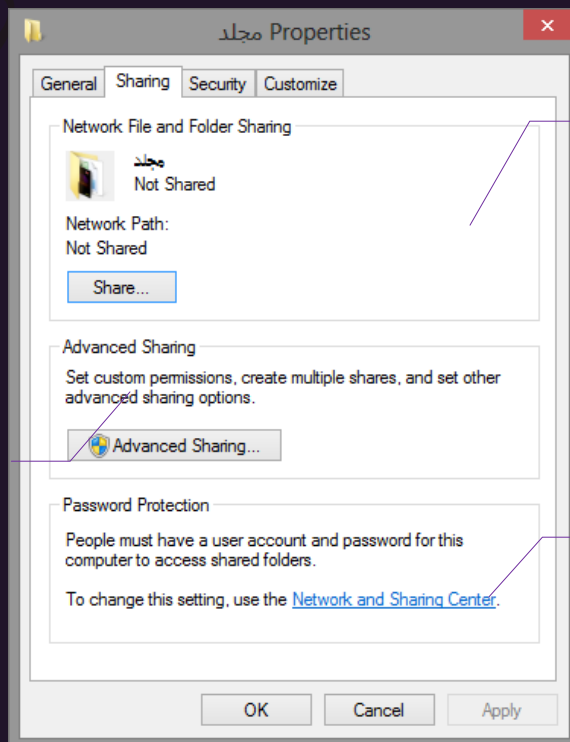 مجلد Properties
General Sharing Security Customize
Network File and Folder Sharing
مجلد
Not Shared
Network Path:
Not Shared
Share...
Advanced Sharing
Set custom permissions, create multiple shares, and set other
advanced sharing options.
Advanced Sharing...
Password Protection
People must have a user account and password for this
computer to access shared folders.
To change this setting, use the Network and Sharing Center.
OK Cancel Apply